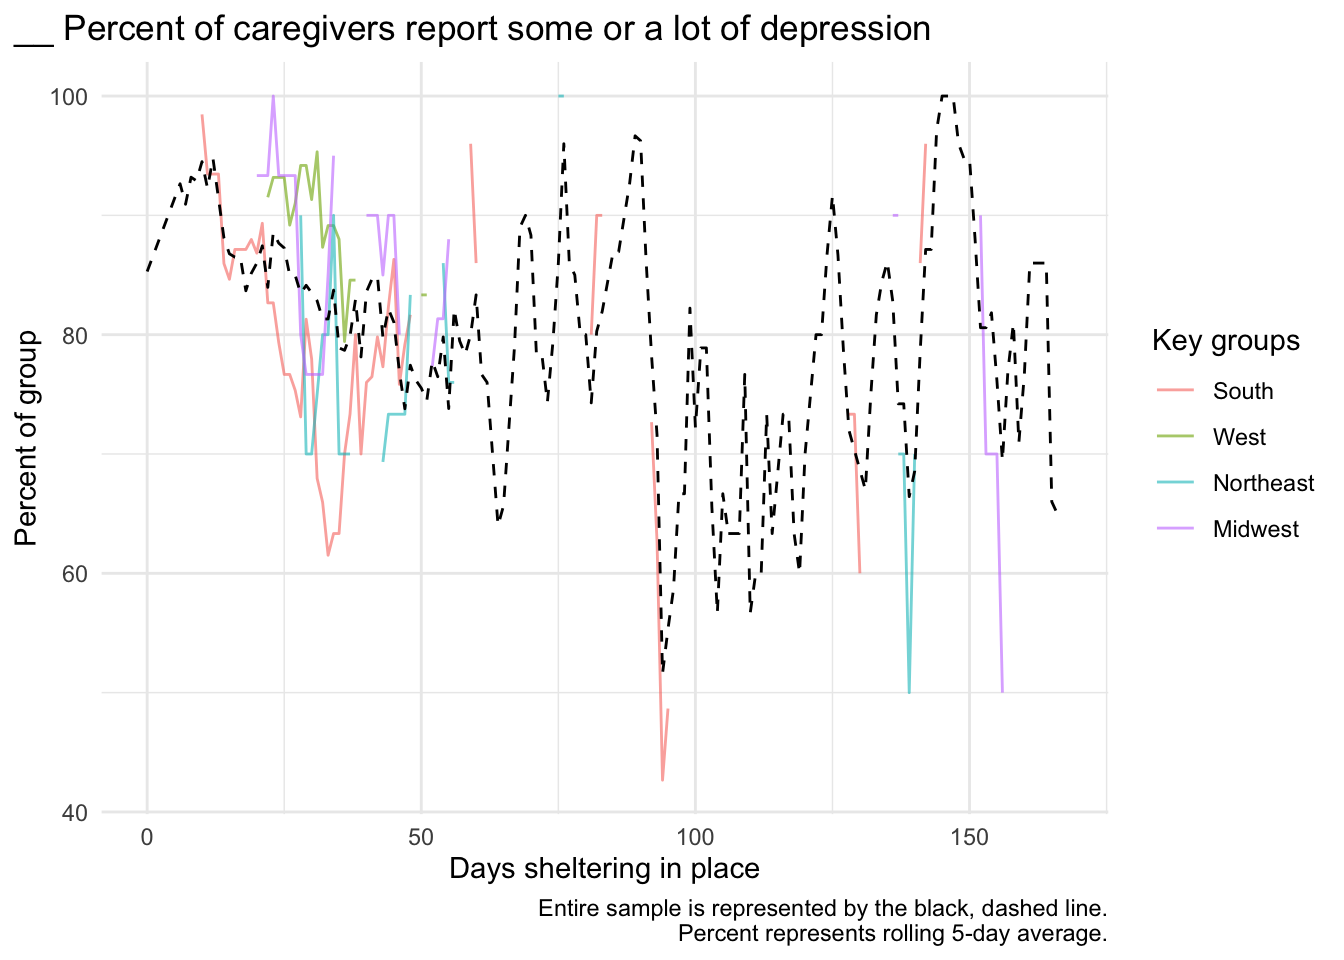 __ Percent of caregivers report some or a lot of depression
Percent of group
100
80
60
40
0
50
100
150
Days sheltering in place
Key groups
South
West
Northeast
Midwest
Entire sample is represented by the black, dashed line.
Percent represents rolling 5-day average.